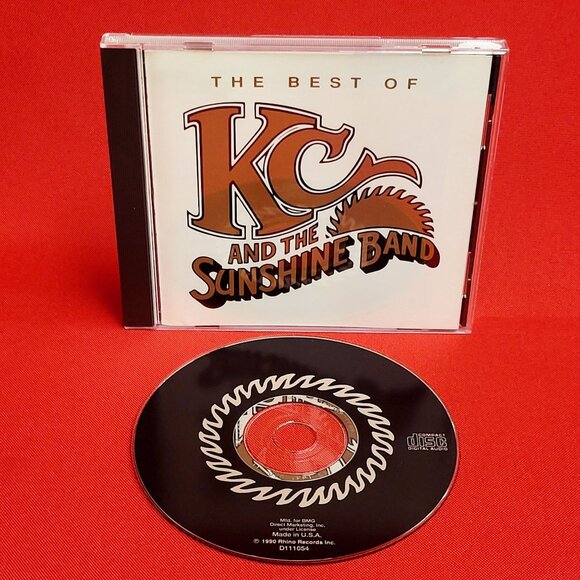 THE BEST OF
KC
AND THE
SUNSHINE BAND
COMPACT
disc
DIGITAL AUDIO
Mfd. for BMG
Direct Marketing, Inc.
under License.
Made in U.S.A.
℗ 1990 Rhino Records Inc.
D111054